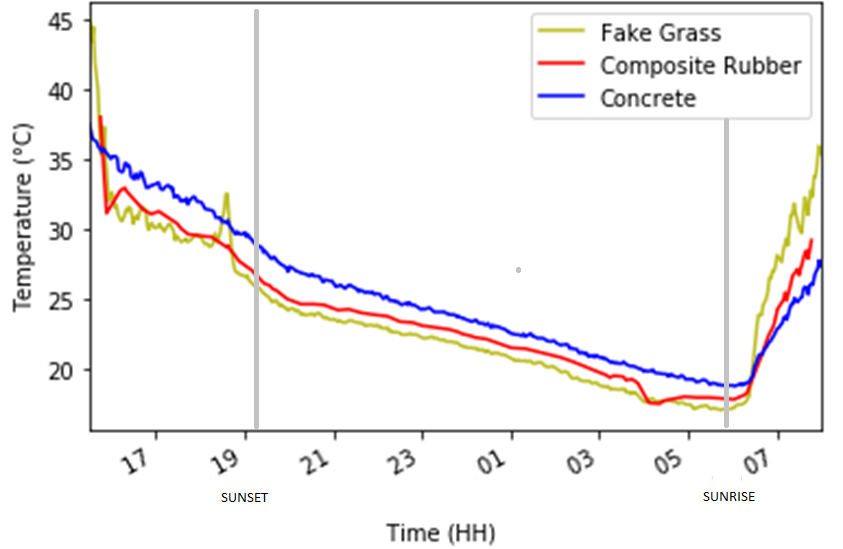 Temperature (°C)
45
40
35
30
25
20
Fake Grass
Composite Rubber
Concrete
17
19
21
23
01
03
05
07
SUNSET
SUNRISE
Time (HH)